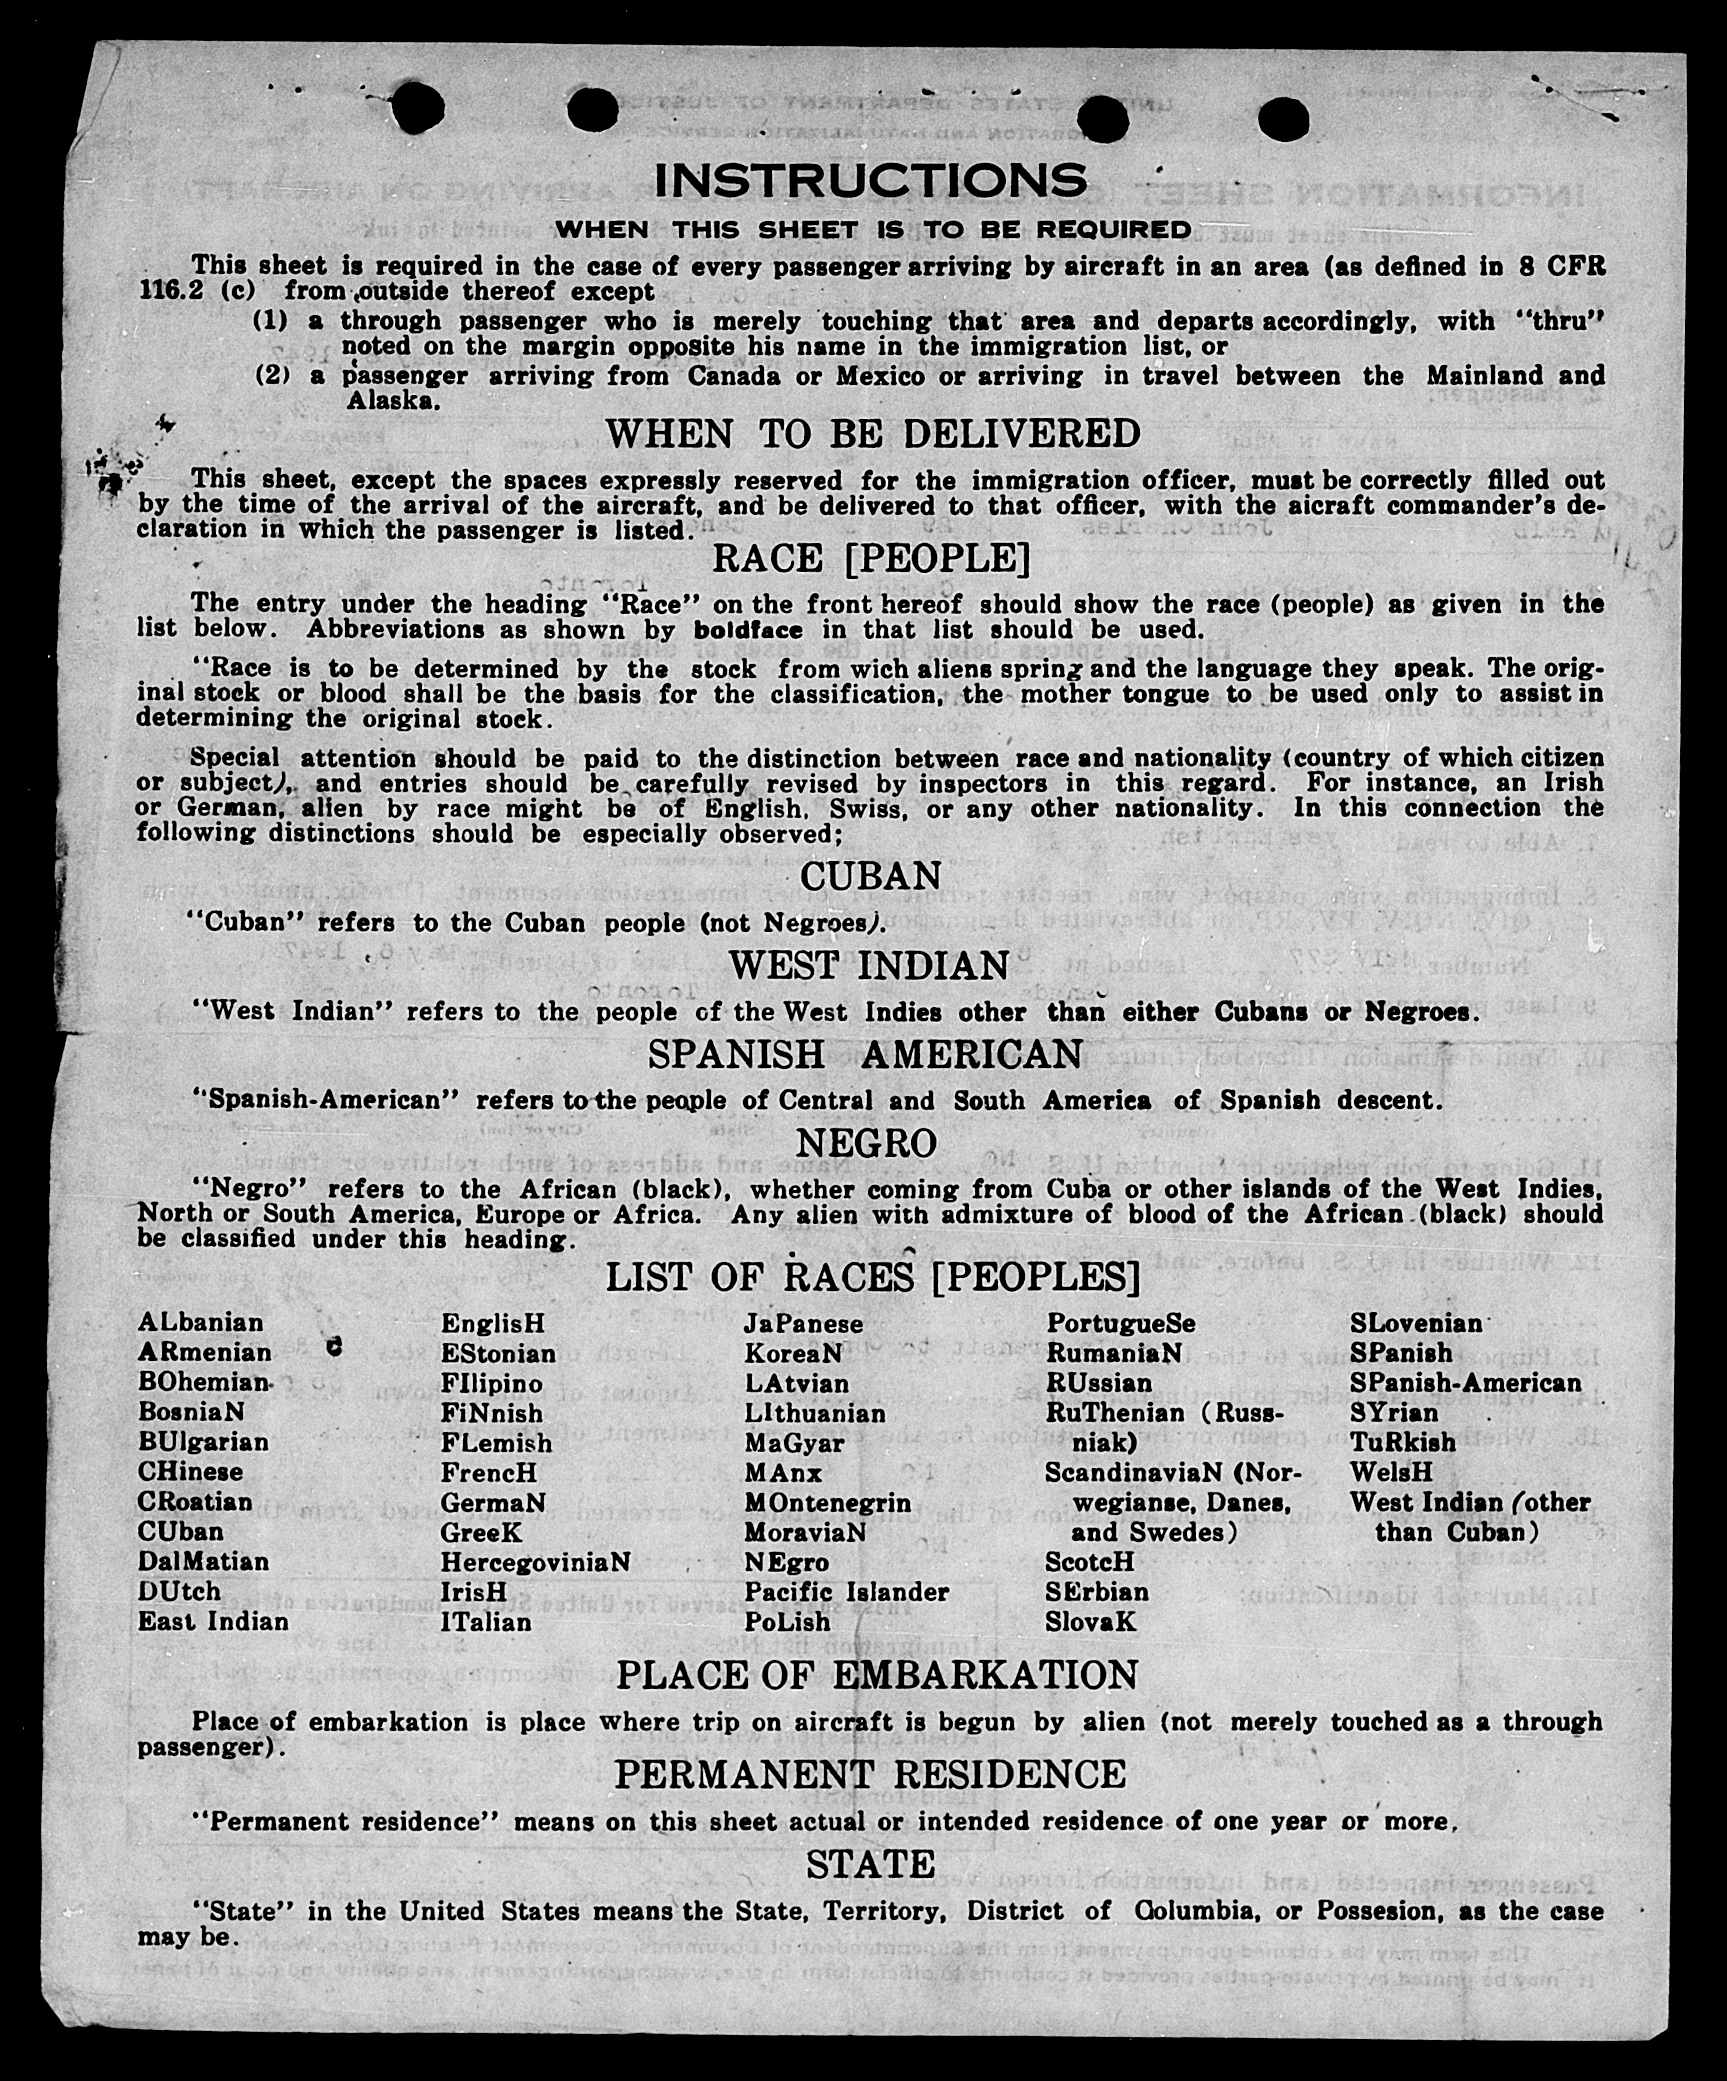 INSTRUCTIONS
WHEN THIS SHEET IS TO BE REQUIRED
This sheet is required in the case of every passenger arriving by aircraft in an area (as defined in 8 CFR
116.2 (c) from outside thereof except
(1) a through passenger who is merely touching that area and departs accordingly, with "thru"
noted on the margin opposite his name in the immigration list, or
(2) a passenger arriving from Canada or Mexico or arriving in travel between the Mainland and
Alaska.
WHEN TO BE DELIVERED
This sheet, except the spaces expressly reserved for the immigration officer, must be correctly filled out
by the time of the arrival of the aircraft, and be delivered to that officer, with the aicraft commander's de-
claration in which the passenger is listed.
RACE [PEOPLE]
The entry under the heading "Race" on the front hereof should show the race (people) as given in the
list below. Abbreviations as shown by boldface in that list should be used.
"Race is to be determined by the stock from wich aliens spring and the language they speak. The orig-
inal stock or blood shall be the basis for the classification, the mother tongue to be used only to assist in
determining the original stock.
Special attention should be paid to the distinction between race and nationality (country of which citizen
or subject), and entries should be carefully revised by inspectors in this regard. For instance, an Irish
or German, alien by race might be of English, Swiss, or any other nationality. In this connection the
following distinctions should be especially observed;
CUBAN
"Cuban" refers to the Cuban people (not Negroes).
WEST INDIAN
"West Indian" refers to the people of the West Indies other than either Cubans or Negroes.
SPANISH AMERICAN
"Spanish-American" refers to the people of Central and South America of Spanish descent.
NEGRO
"Negro" refers to the African (black), whether coming from Cuba or other islands of the West Indies,
North or South America, Europe or Africa. Any alien with admixture of blood of the African (black) should
be classified under this heading.
LIST OF RACES [PEOPLES]
ALbanian
ARmenian
BOhemian
BosniaN
BUlgarian
CHinese
CRoatian
CUban
DalMatian
DUtch
East Indian
EnglisH
EStonian
FIlipino
FiNnish
FLemish
FrencH
GermaN
GreeK
HercegoviniaN
IrisH
ITalian
JaPanese
KoreaN
LAtvian
LIthuanian
MaGyar
MAnx
MOntenegrin
MoraviaN
NEgro
Pacific Islander
PoLish
PortugueSe
RumaniaN
RUssian
RuThenian (Russ-
niak)
ScandinaviaN (Nor-
wegianse, Danes,
and Swedes)
ScotcH
SErbian
SlovaK
SLovenian
SPanish
SPanish-American
SYrian
TuRkish
WelsH
West Indian (other
than Cuban)
PLACE OF EMBARKATION
Place of embarkation is place where trip on aircraft is begun by alien (not merely touched as a through
passenger).
PERMANENT RESIDENCE
"Permanent residence" means on this sheet actual or intended residence of one year or more,
STATE
"State" in the United States means the State, Territory, District of Columbia, or Possesion, as the case
may be.